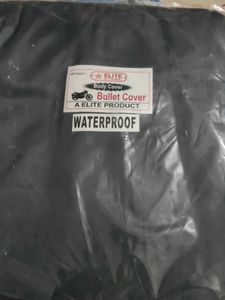 ELITE
Body Cover
Bullet Cover
A ELITE PRODUCT
WATERPROOF